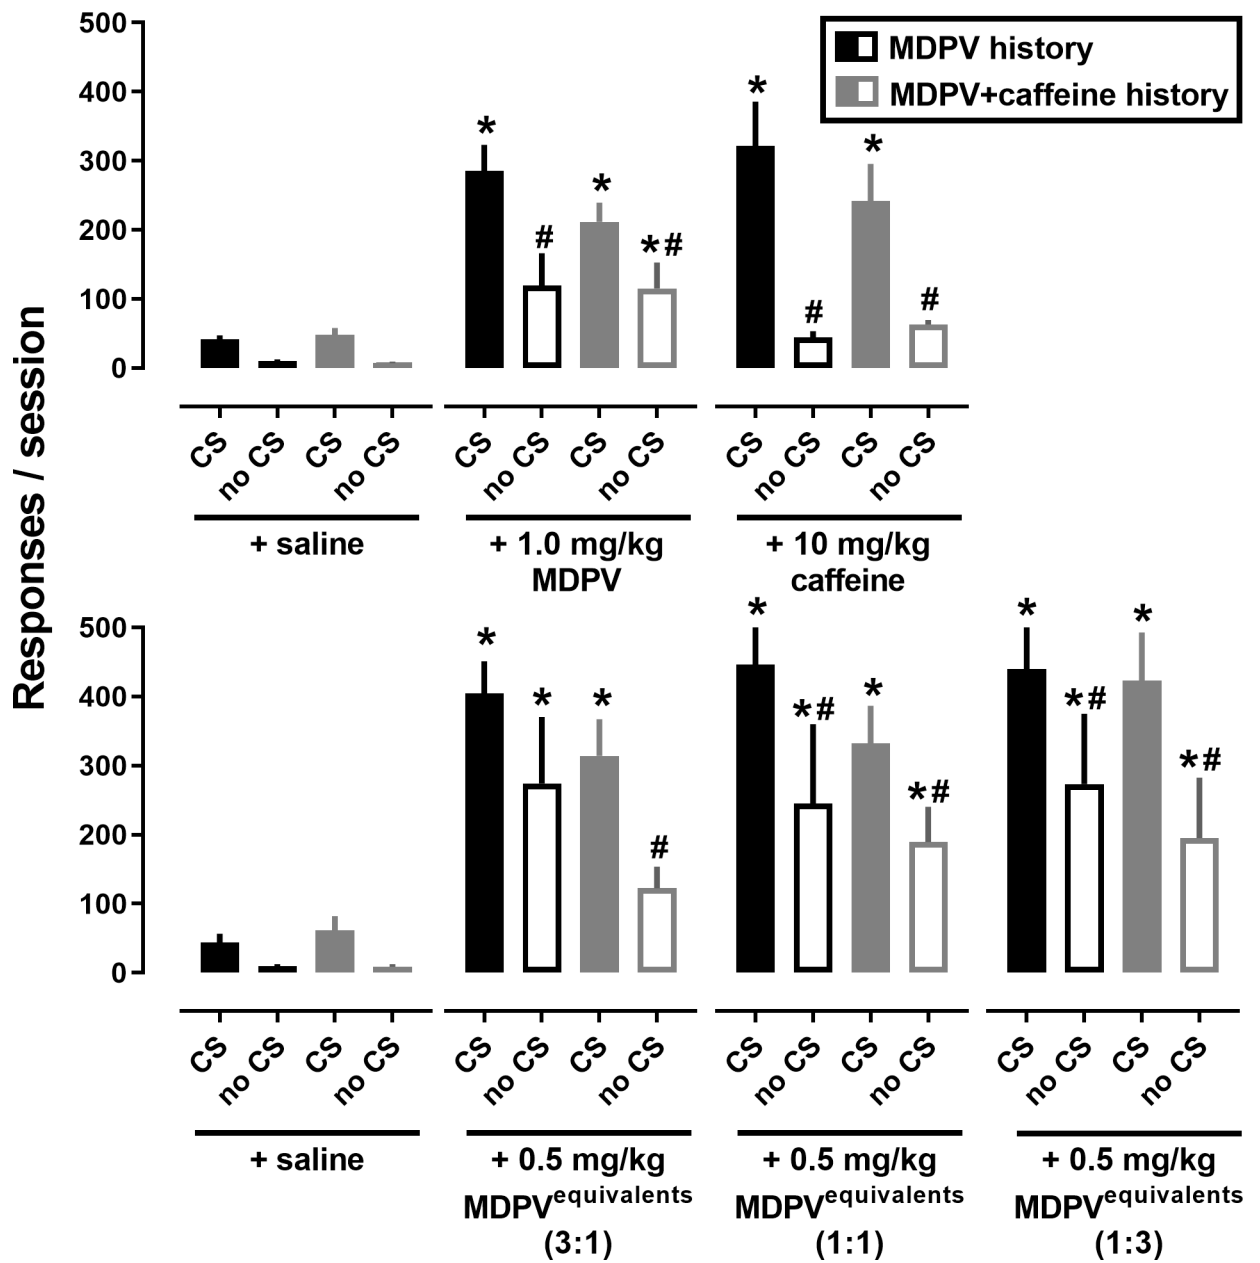 Responses / session
500
400
300
200
100
0
MDPV history
MDPV+caffeine history
* * # * *# * # * #
CS no CS CS no CS CS no CS CS no CS CS no CS CS no CS
+ saline + 1.0 mg/kg + 10 mg/kg
MDPV caffeine
500
400
300
200
100
0
* * * # * *# * *# * *# * *#
CS no CS CS no CS CS no CS CS no CS CS no CS CS no CS CS no CS CS no CS
+ saline + 0.5 mg/kg + 0.5 mg/kg + 0.5 mg/kg
MDPVequivalents MDPVequivalents MDPVequivalents
(3:1) (1:1) (1:3)